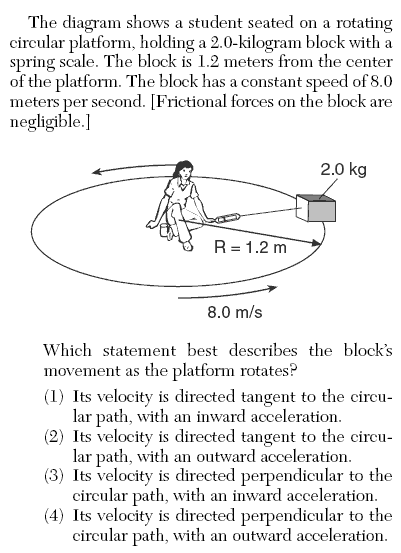 The diagram shows a student seated on a rotating
circular platform, holding a 2.0-kilogram block with a
spring scale. The block is 1.2 meters from the center
of the platform. The block has a constant speed of 8.0
meters per second. [Frictional forces on the block are
negligible.]
2.0 kg
R = 1.2 m
8.0 m/s
Which statement best describes the block's
movement as the platform rotates?
(1) Its velocity is directed tangent to the circu-
lar path, with an inward acceleration.
(2) Its velocity is directed tangent to the circu-
lar path, with an outward acceleration.
(3) Its velocity is directed perpendicular to the
circular path, with an inward acceleration.
(4) Its velocity is directed perpendicular to the
circular path, with an outward acceleration.